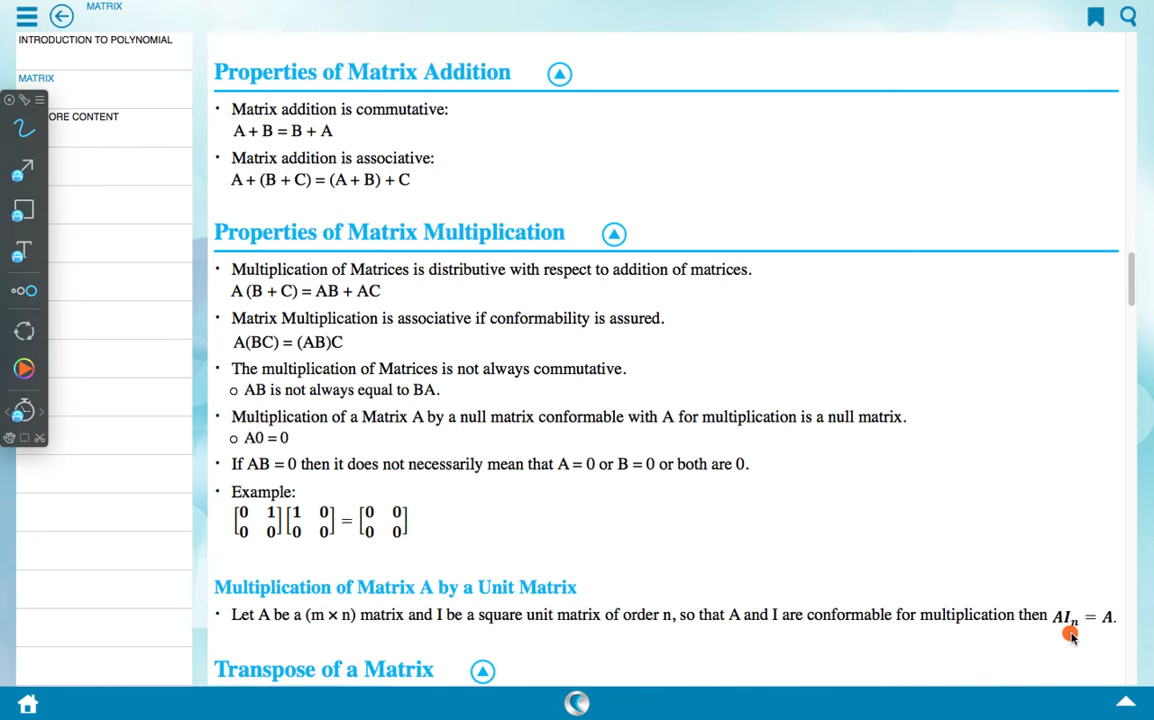 MATRIX
INTRODUCTION TO POLYNOMIAL
MATRIX
ORE CONTENT
Properties of Matrix Addition
· Matrix addition is commutative:
A + B = B + A
· Matrix addition is associative:
A + (B + C) = (A + B) + C
Properties of Matrix Multiplication
· Multiplication of Matrices is distributive with respect to addition of matrices.
A (B + C) = AB + AC
· Matrix Multiplication is associative if conformability is assured.
A(BC) = (AB)C
· The multiplication of Matrices is not always commutative.
o AB is not always equal to BA.
· Multiplication of a Matrix A by a null matrix conformable with A for multiplication is a null matrix.
o A0 = 0
· If AB = 0 then it does not necessarily mean that A = 0 or B = 0 or both are 0.
· Example:
[0 1] [1 0] = [0 0]
[0 0] [0 0] [0 0]
Multiplication of Matrix A by a Unit Matrix
· Let A be a (m × n) matrix and I be a square unit matrix of order n, so that A and I are conformable for multiplication then AIₙ = A.
Transpose of a Matrix